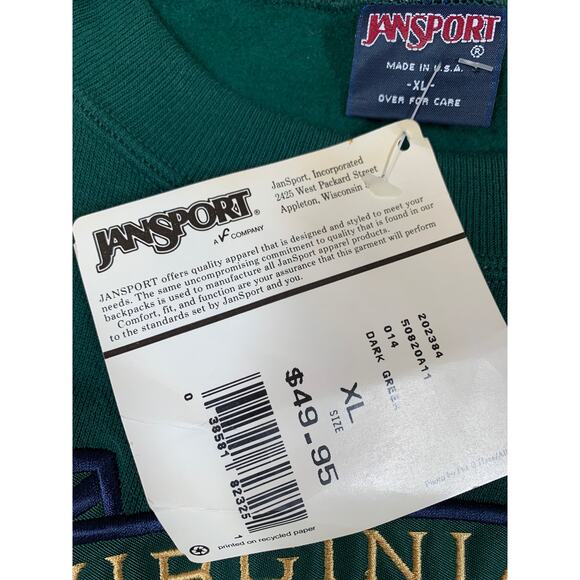 JANSPORT®
MADE IN U.S.A.
-XL-
OVER FOR CARE
JANSPORT®
A VF COMPANY
JanSport, Incorporated
2425 West Packard Street
Appleton, Wisconsin
JANSPORT offers quality apparel that is designed and styled to meet your
needs. The same uncompromising commitment to quality that is found in our
backpacks is used to manufacture all JanSport apparel products.
Comfort, fit, and function are your assurance that this garment will perform
to the standards set by JanSport and you.
202384
50820A11
014
DARK GREEN
XL
SIZE
$49-95
0 38581 82325 1
Photo by
printed on recycled paper
VIRGINIA